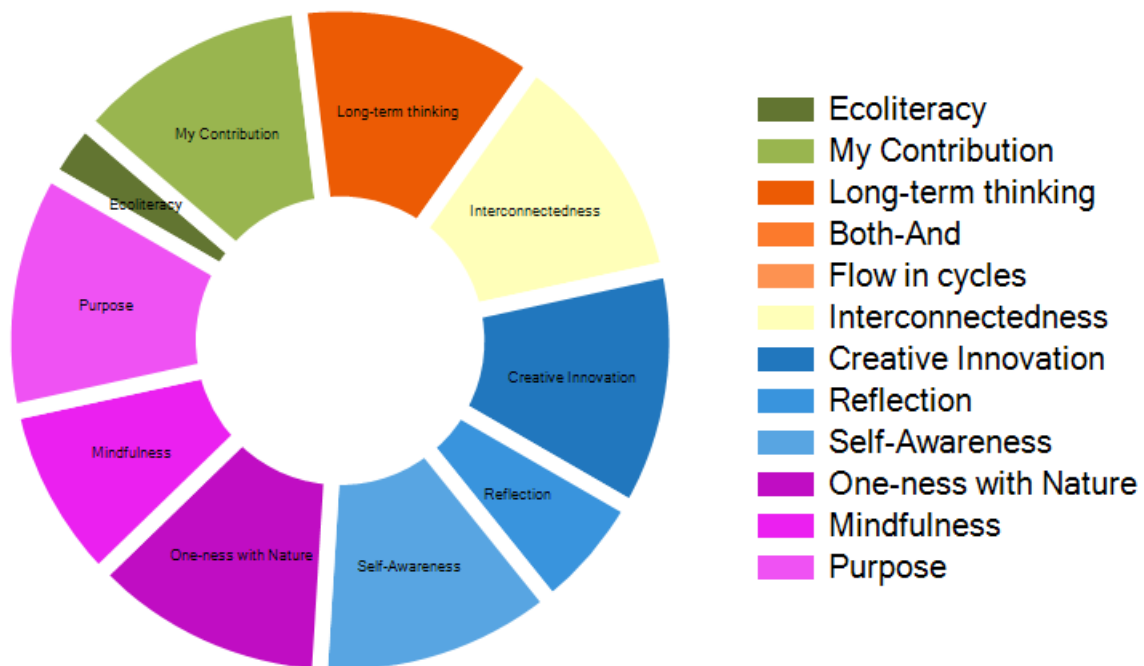 Long-term thinking
My Contribution
Ecoliteracy
Interconnectedness
Purpose
Creative Innovation
Mindfulness
Reflection
One-ness with Nature
Self-Awareness
Ecoliteracy
My Contribution
Long-term thinking
Both-And
Flow in cycles
Interconnectedness
Creative Innovation
Reflection
Self-Awareness
One-ness with Nature
Mindfulness
Purpose